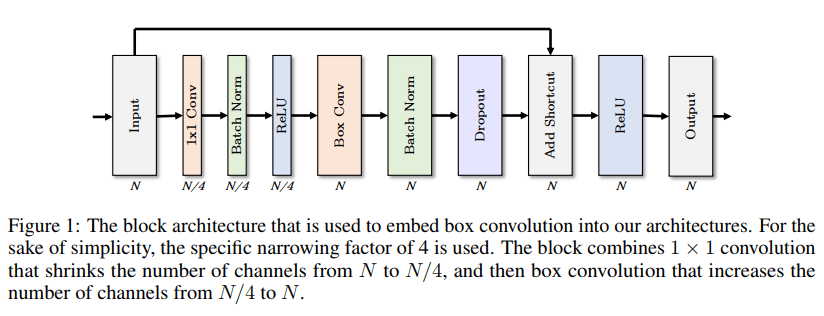 Input
1x1 Conv
Batch Norm
ReLU
Box Conv
Batch Norm
Dropout
Add Shortcut
ReLU
Output
N
N/4
N/4
N/4
N
N
N
N
N
N
Figure 1: The block architecture that is used to embed box convolution into our architectures. For the
sake of simplicity, the specific narrowing factor of 4 is used. The block combines 1 × 1 convolution
that shrinks the number of channels from N to N/4, and then box convolution that increases the
number of channels from N/4 to N.